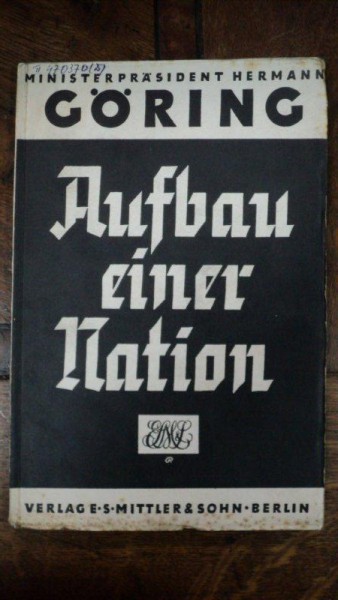 MINISTERPRÄSIDENT HERMANN
GÖRING
Aufbau
einer
Nation
VERLAG E·S·MITTLER & SOHN·BERLIN